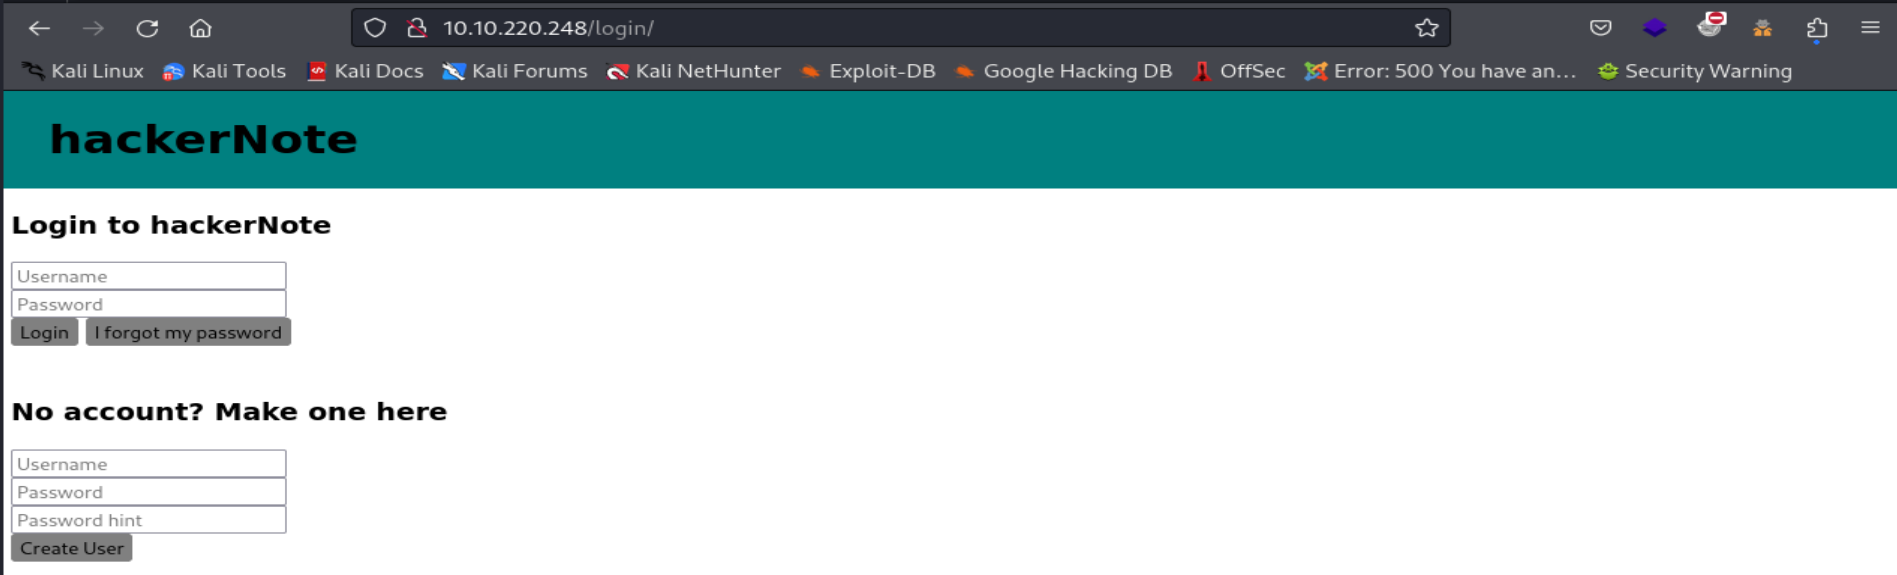 10.10.220.248/login/
Kali Linux Kali Tools Kali Docs Kali Forums Kali NetHunter Exploit-DB Google Hacking DB OffSec Error: 500 You have an... Security Warning
hackerNote
Login to hackerNote
Username
Password
Login I forgot my password
No account? Make one here
Username
Password
Password hint
Create User